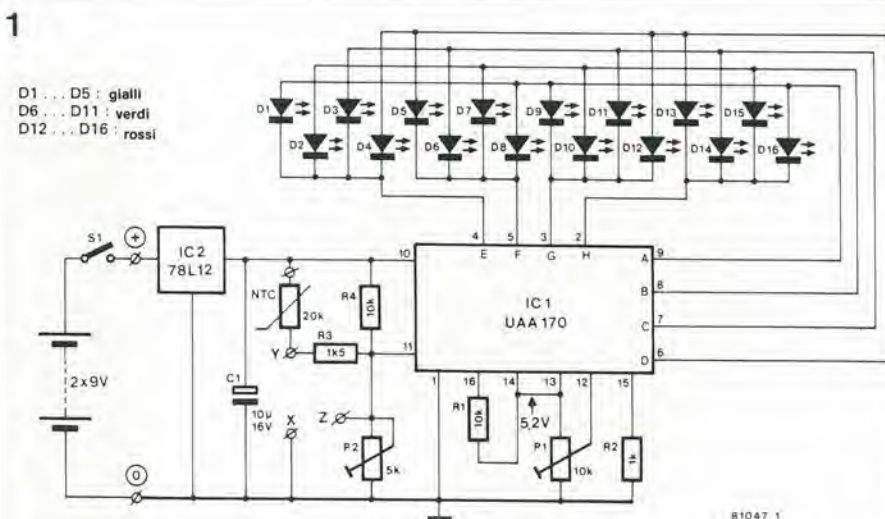 1
D1 . . . D5 : gialli
D6 . . . D11 : verdi
D12 . . . D16 : rossi
D1
D3
D5
D7
D9
D11
D13
D15
D2
D4
D6
D8
D10
D12
D14
D16
4
5
3
2
E
F
G
H
S1
+
IC2
78L12
10
9
A
8
B
7
C
6
D
IC1
UAA 170
NTC
20k
R4
10k
Y
R3
1k5
11
1
16
14
13
12
15
2x9V
C1
10µ
16V
X
Z
P2
5k
R1
10k
5,2V
P1
10k
R2
1k
0
81047 1